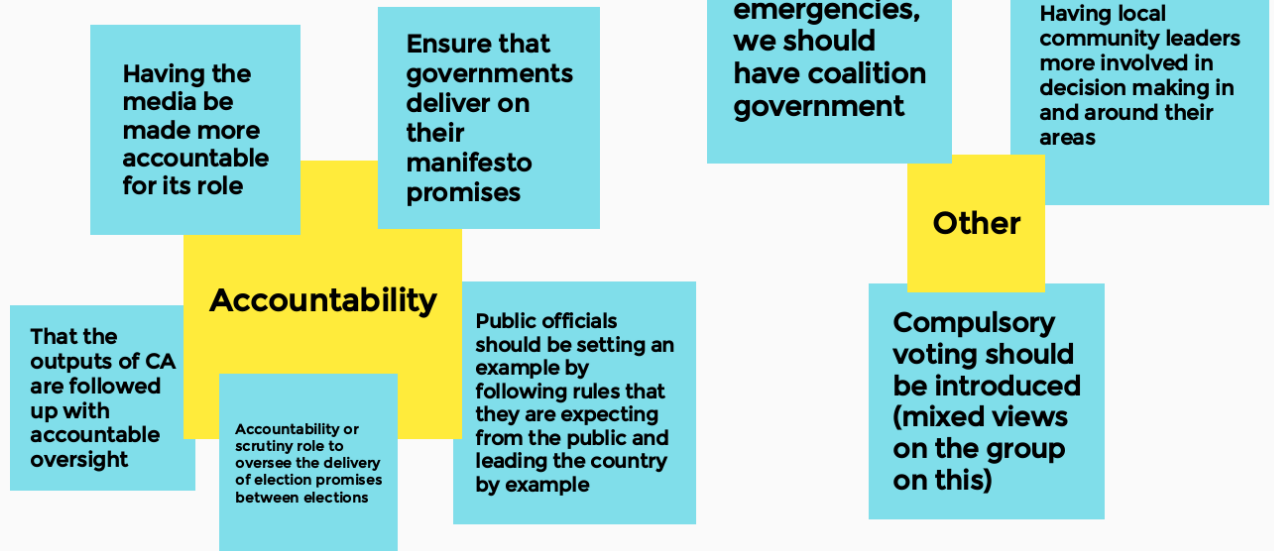 Having the
media be
made more
accountable
for its role
Ensure that
governments
deliver on
their
manifesto
promises
Accountability
That the
outputs of CA
are followed
up with
accountable
oversight
Accountability or
scrutiny role to
oversee the delivery
of election promises
between elections
Public officials
should be setting an
example by
following rules that
they are expecting
from the public and
leading the country
by example
emergencies,
we should
have coalition
government
Having local
community leaders
more involved in
decision making in
and around their
areas
Other
Compulsory
voting should
be introduced
(mixed views
on the group
on this)